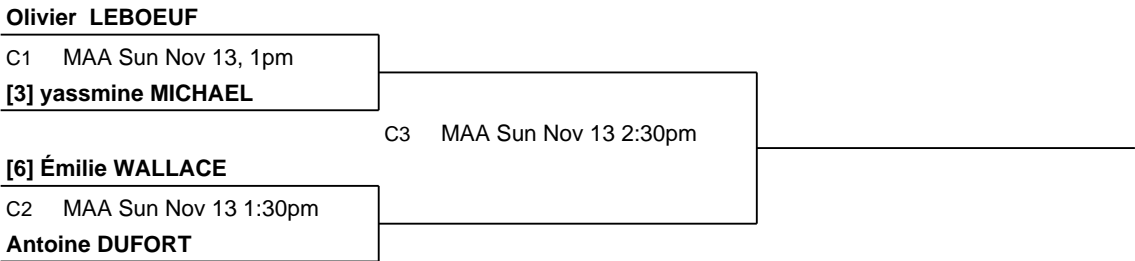 Olivier LEBOEUF
C1 MAA Sun Nov 13, 1pm
[3] yassmine MICHAEL
C3 MAA Sun Nov 13 2:30pm
[6] Émilie WALLACE
C2 MAA Sun Nov 13 1:30pm
Antoine DUFORT